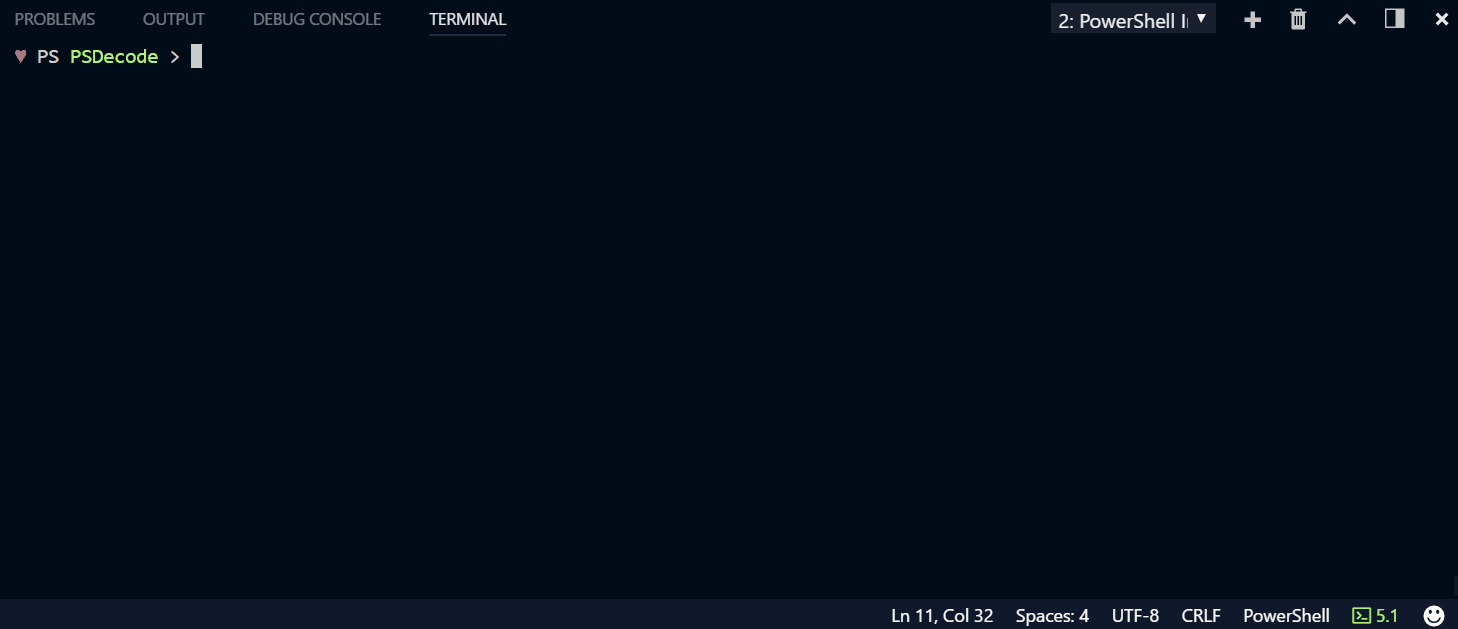 PROBLEMS OUTPUT DEBUG CONSOLE TERMINAL 2: PowerShell I
♥ PS PSDecode >
Ln 11, Col 32 Spaces: 4 UTF-8 CRLF PowerShell 5.1